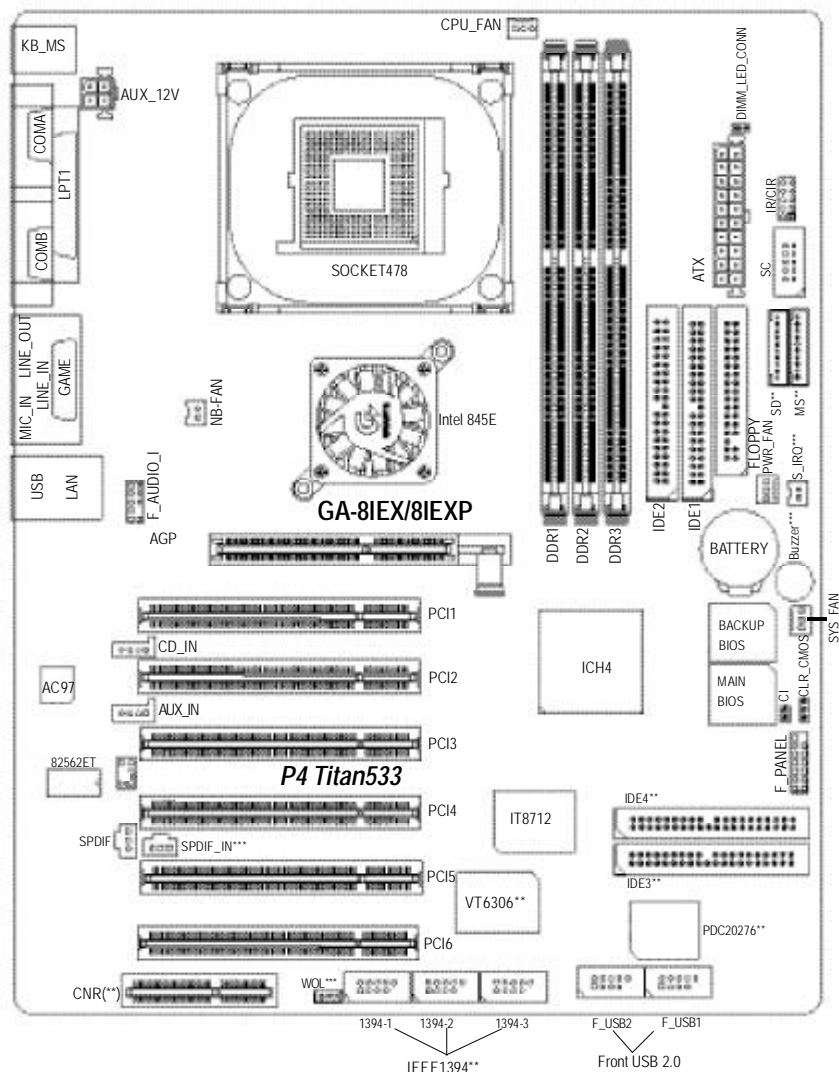 CPU_FAN
KB_MS
AUX_12V
DIMM_LED_CONN
COMA
LPT1
COMB
IR/CIR
ATX
SC
SOCKET478
LINE_OUT
MIC_IN
LINE_IN
GAME
NB-FAN
Intel 845E
FLOPPY
SD**
MS**
PWR_FAN
S_IRQ***
USB
LAN
F_AUDIO_I
GA-8IEX/8IEXP
AGP
DDR1
DDR2
DDR3
IDE2
IDE1
BATTERY
Buzzer***
SYS_FAN
PCI1
CD_IN
ICH4
BACKUP
BIOS
PCI2
AC97
MAIN
BIOS
CI
CLR_CMOS
AUX_IN
PCI3
82562ET
P4 Titan533
F_PANEL
IDE4**
PCI4
IT8712
SPDIF
SPDIF_IN***
PCI5
IDE3**
VT6306**
PDC20276**
PCI6
WOL***
CNR(**)
1394-1
1394-2
1394-3
F_USB2
F_USB1
IEEE1394**
Front USB 2.0